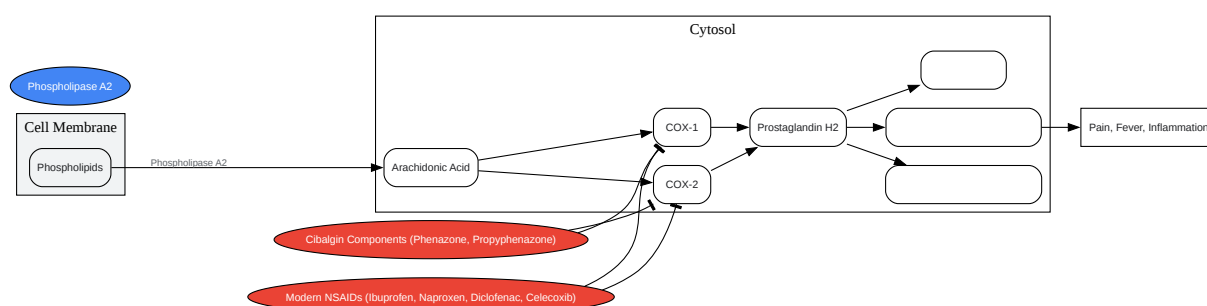 Cytosol
Phospholipase A2
Cell Membrane
Phospholipids
Phospholipase A2
Arachidonic Acid
COX-1
COX-2
Prostaglandin H2
Pain, Fever, Inflammation
Cibalgin Components (Phenazone, Propyphenazone)
Modern NSAIDs (Ibuprofen, Naproxen, Diclofenac, Celecoxib)